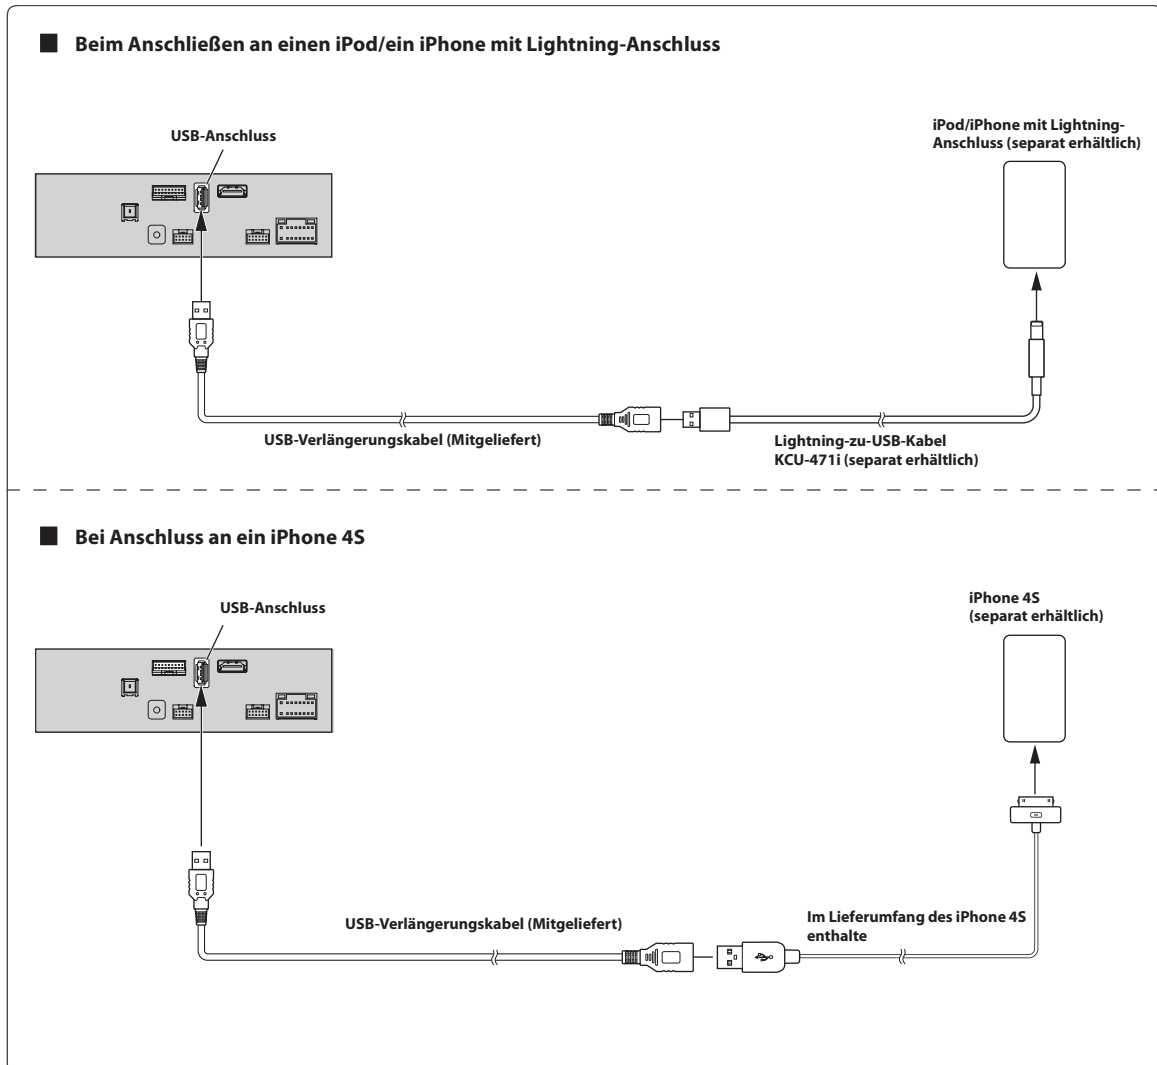 Beim Anschließen an einen iPod/ein iPhone mit Lightning-Anschluss
USB-Anschluss
iPod/iPhone mit Lightning-
Anschluss (separat erhältlich)
USB-Verlängerungskabel (Mitgeliefert)
Lightning-zu-USB-Kabel
KCU-471i (separat erhältlich)
Bei Anschluss an ein iPhone 4S
USB-Anschluss
iPhone 4S
(separat erhältlich)
USB-Verlängerungskabel (Mitgeliefert)
Im Lieferumfang des iPhone 4S
enthalte